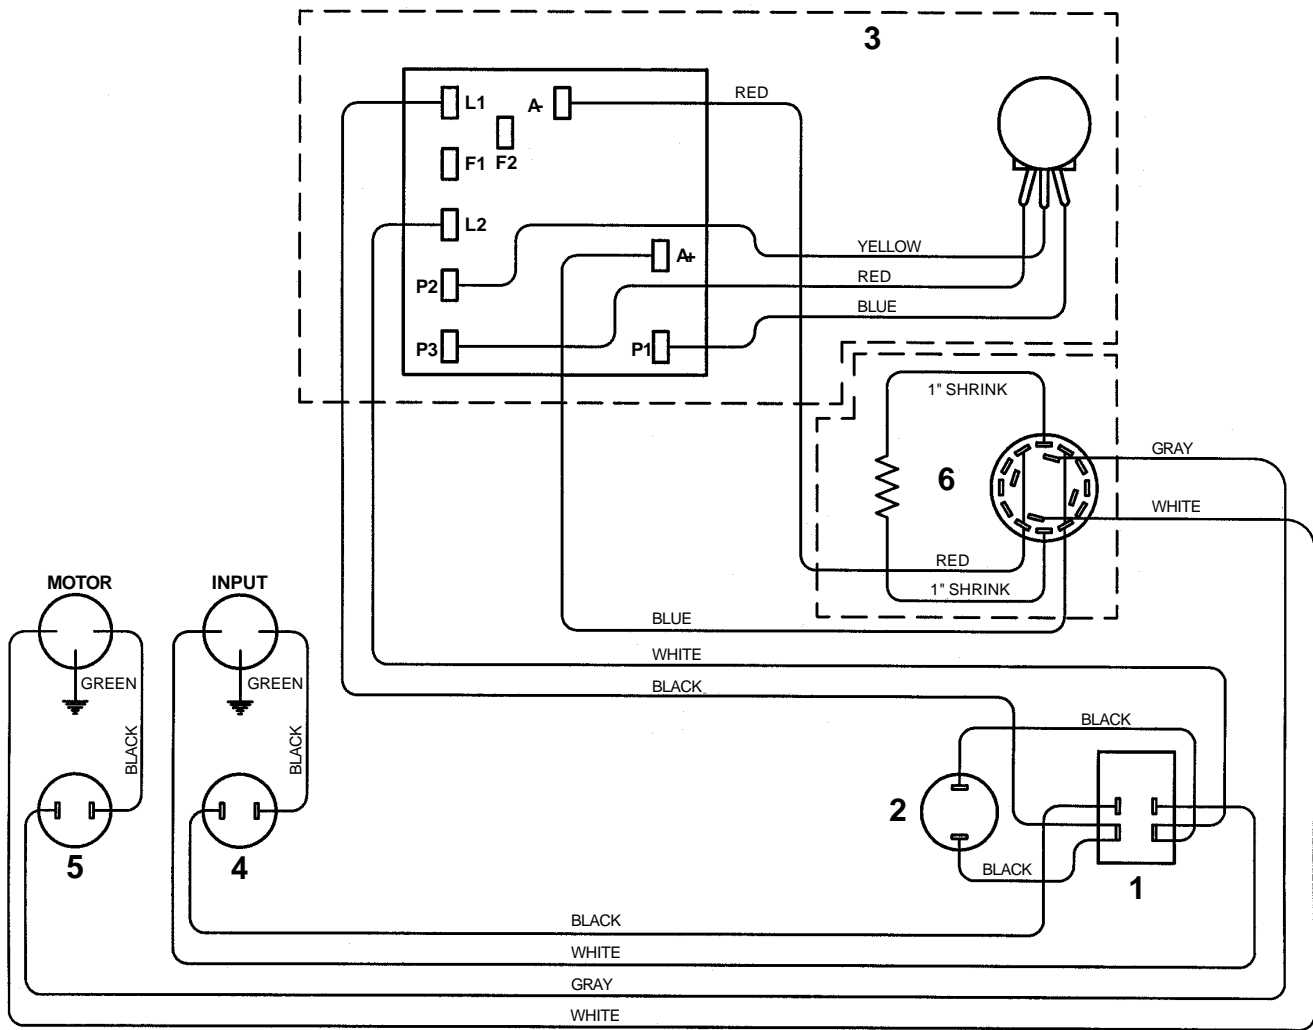 3
L1
A-
RED
F1
F2
L2
YELLOW
A+
P2
RED
BLUE
P3
P1
1" SHRINK
GRAY
6
WHITE
RED
MOTOR
INPUT
1" SHRINK
BLUE
WHITE
GREEN
GREEN
BLACK
BLACK
BLACK
BLACK
2
5
4
BLACK
1
BLACK
WHITE
GRAY
WHITE